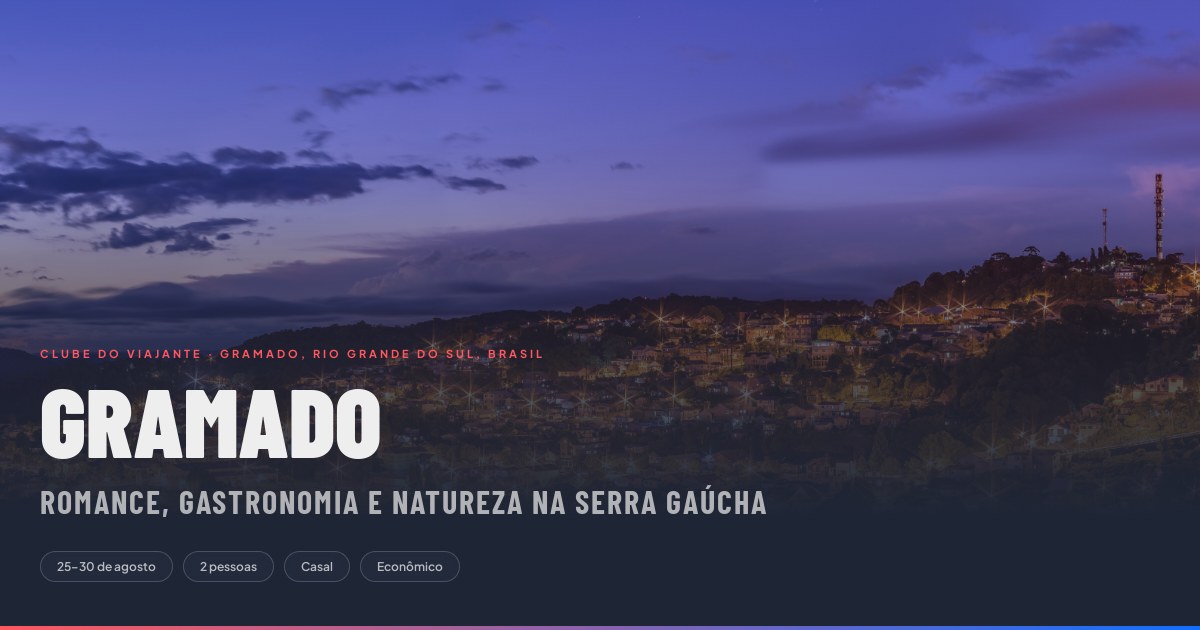 CLUBE DO VIAJANTE · GRAMADO, RIO GRANDE DO SUL, BRASIL
GRAMADO
ROMANCE, GASTRONOMIA E NATUREZA NA SERRA GAÚCHA
25–30 de agosto
2 pessoas
Casal
Econômico